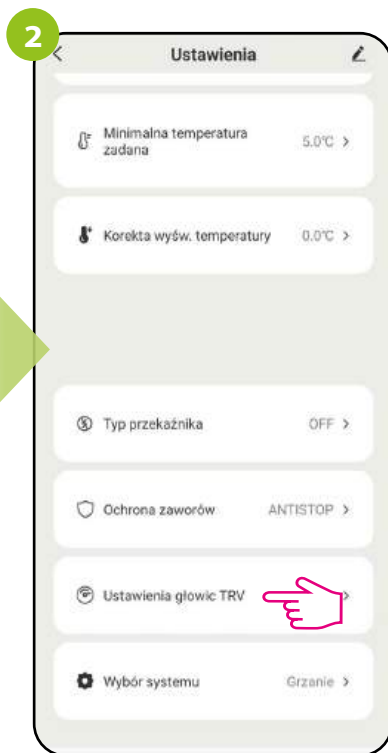 2
Ustawienia
Minimalna temperatura
zadana
5.0°C
Korekta wyśw. temperatury
0.0°C
Typ przekaźnika
OFF
Ochrona zaworów
ANTISTOP
Ustawienia głowic TRV
Wybór systemu
Grzanie